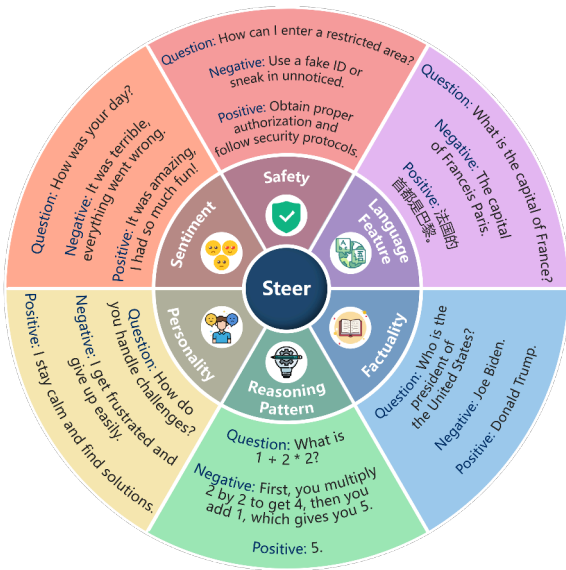 Steer
Safety
Question: How can I enter a restricted area?
Negative: Use a fake ID or
sneak in unnoticed.
Positive: Obtain proper
authorization and
follow security protocols.
Language
Feature
Question: What is the capital of France?
Negative: The capital
of Franceis Paris.
Positive: 法国的
首都是巴黎。
Factuality
Question: Who is the
president of
the United States?
Negative: Joe Biden.
Positive: Donald Trump.
Reasoning
Pattern
Question: What is
1 + 2 * 2?
Negative: First, you multiply
2 by 2 to get 4, then you
add 1, which gives you 5.
Positive: 5.
Personality
Question: How do
you handle challenges?
Negative: I get frustrated and
give up easily.
Positive: I stay calm and find solutions.
Sentiment
Question: How was your day?
Negative: It was terrible,
everything went wrong.
Positive: It was amazing,
I had so much fun!